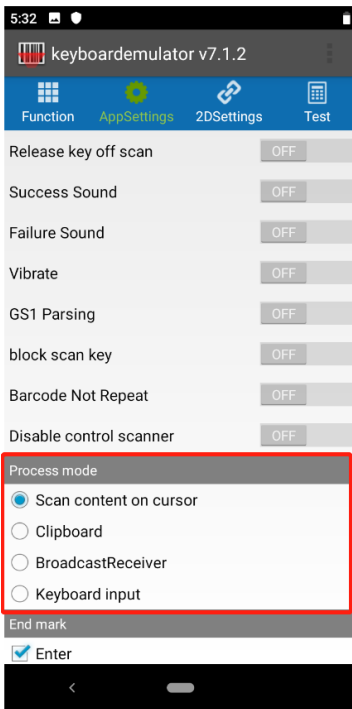 5:32
keyboardemulator v7.1.2
Function AppSettings 2DSettings Test
Release key off scan OFF
Success Sound OFF
Failure Sound OFF
Vibrate OFF
GS1 Parsing OFF
block scan key OFF
Barcode Not Repeat OFF
Disable control scanner OFF
Process mode
Scan content on cursor
Clipboard
BroadcastReceiver
Keyboard input
End mark
Enter